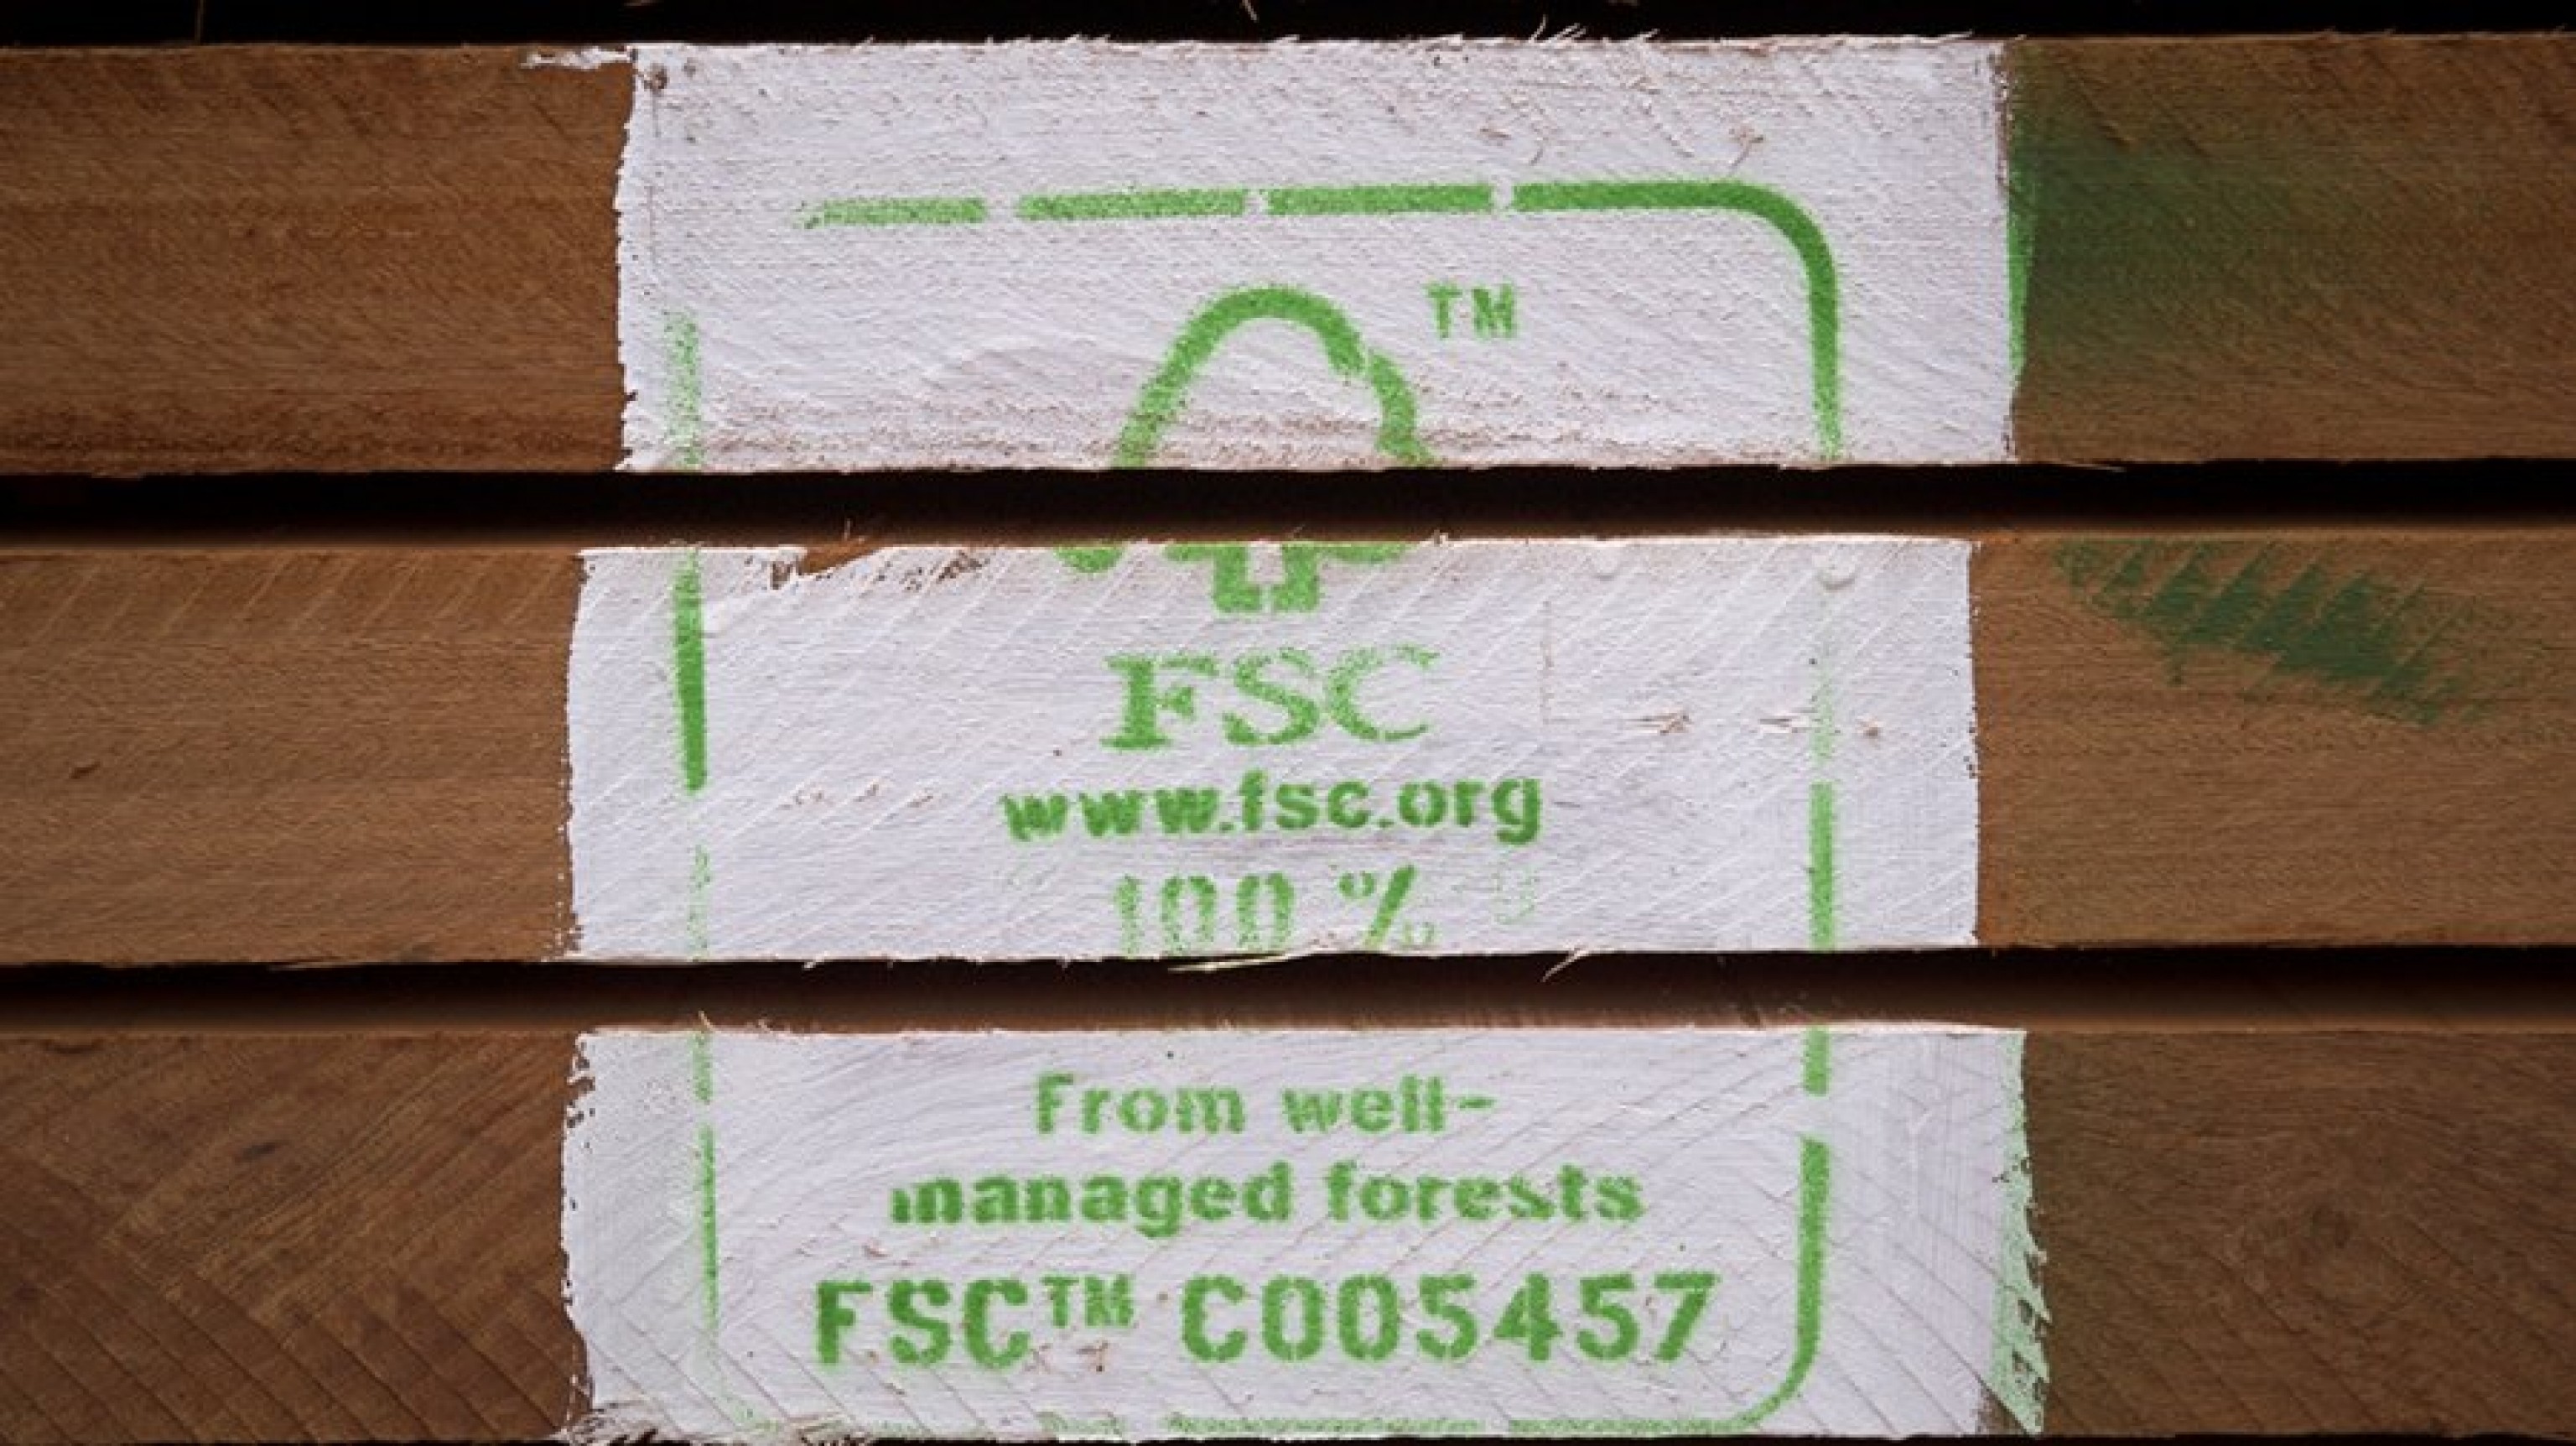 TM
FSC
www.fsc.org
100 %
From well-
managed forests
FSC™ C005457